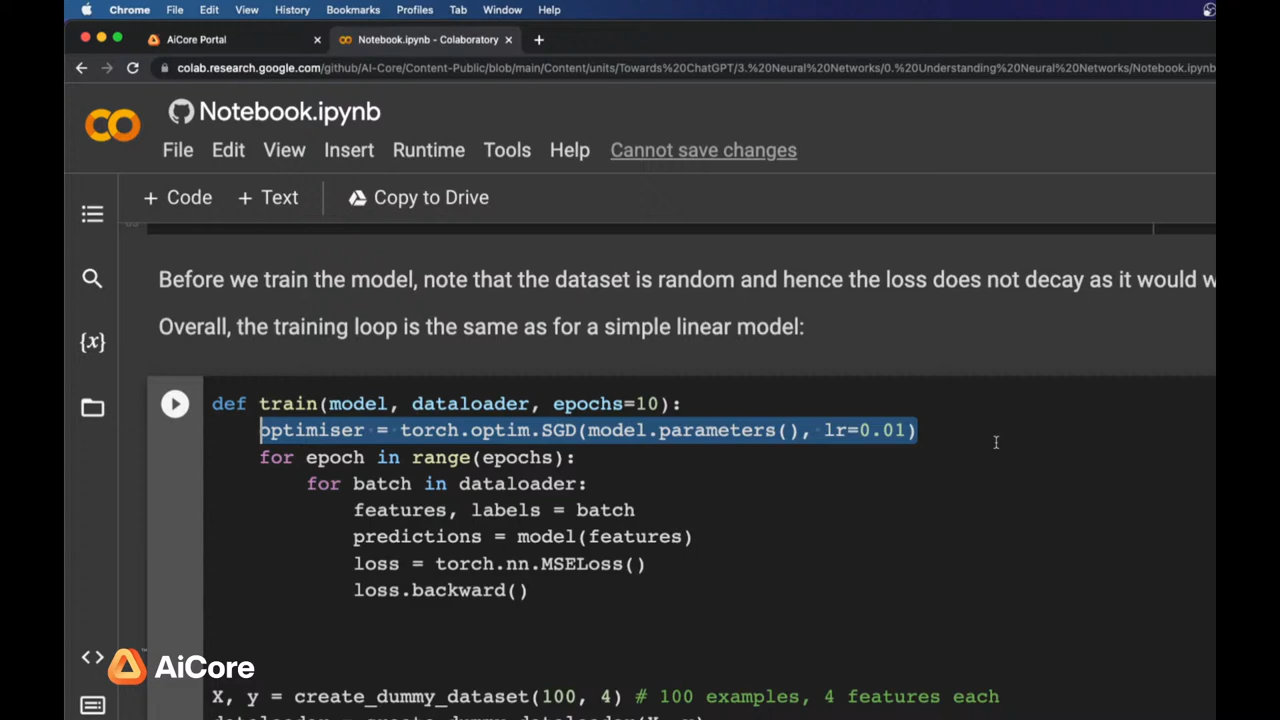 Chrome File Edit View History Bookmarks Profiles Tab Window Help
AiCore Portal
Notebook.ipynb - Colaboratory
colab.research.google.com/github/AI-Core/Content-Public/blob/main/Content/units/Towards%20ChatGPT/3.%20Neural%20Networks/0.%20Understanding%20Neural%20Networks/Notebook.ipynb
Notebook.ipynb
File Edit View Insert Runtime Tools Help Cannot save changes
+ Code + Text Copy to Drive
Before we train the model, note that the dataset is random and hence the loss does not decay as it would w
Overall, the training loop is the same as for a simple linear model:
{x}
def train(model, dataloader, epochs=10):
optimiser = torch.optim.SGD(model.parameters(), lr=0.01)
for epoch in range(epochs):
for batch in dataloader:
features, labels = batch
predictions = model(features)
loss = torch.nn.MSELoss()
loss.backward()
AiCore
X, y = create_dummy_dataset(100, 4) # 100 examples, 4 features each